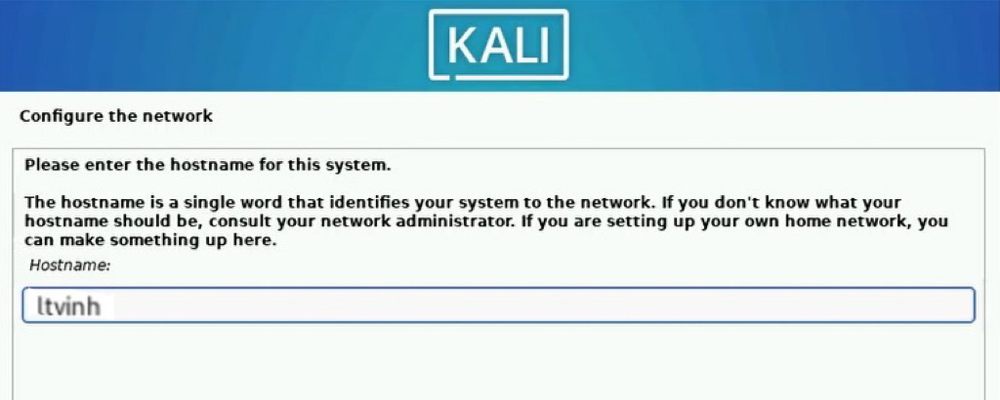 KALI
Configure the network
Please enter the hostname for this system.
The hostname is a single word that identifies your system to the network. If you don't know what your
hostname should be, consult your network administrator. If you are setting up your own home network, you
can make something up here.
Hostname:
ltvinh